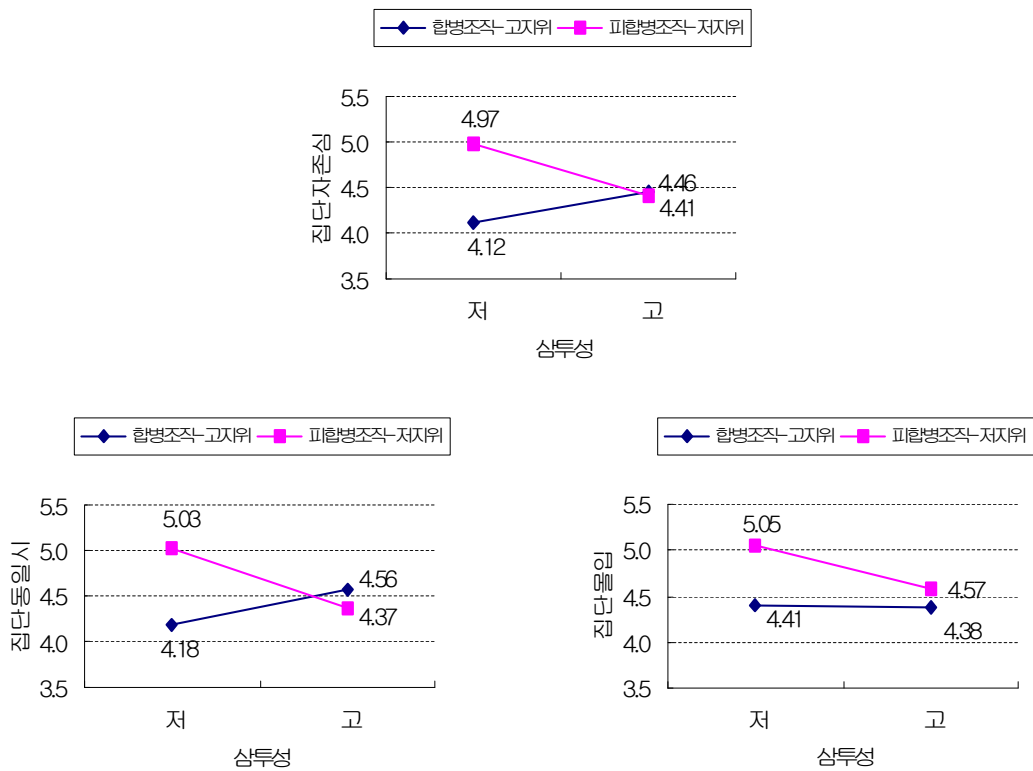 합병조직-고지위 피합병조직-저지위
5.5
5.0
4.5
4.0
3.5
집단자존심
4.97
4.46
4.41
4.12
저 고
삼투성
합병조직-고지위 피합병조직-저지위
5.5
5.0
4.5
4.0
3.5
집단동일시
5.03
4.56
4.37
4.18
저 고
삼투성
합병조직-고지위 피합병조직-저지위
5.5
5.0
4.5
4.0
3.5
집단몰입
5.05
4.57
4.41
4.38
저 고
삼투성